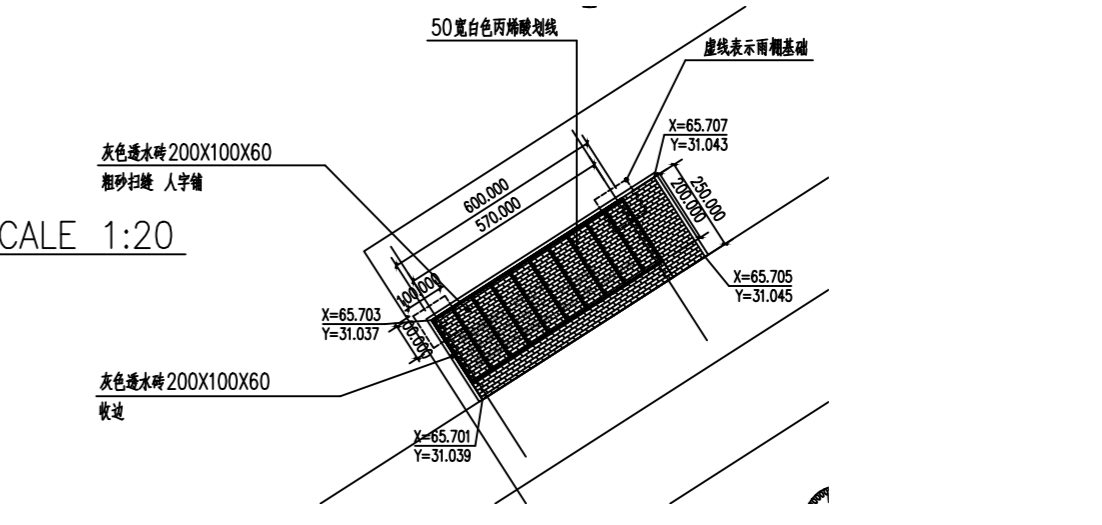 50宽白色丙烯酸划线
虚线表示雨棚基础
X=65.707
Y=31.043
灰色透水砖200X100X60
粗砂扫缝 人字铺
600.000
570.000
250.000
200.000
CALE 1:20
100.000
X=65.705
Y=31.045
X=65.703
Y=31.037
灰色透水砖200X100X60
收边
X=65.701
Y=31.039